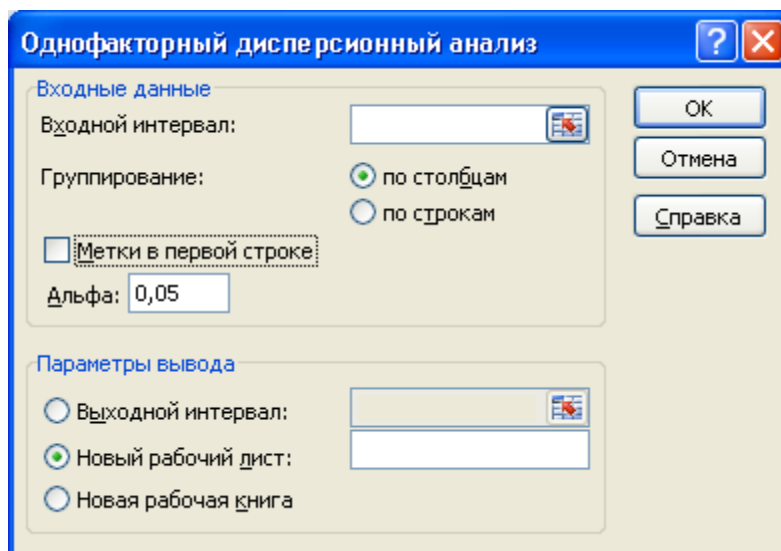 Однофакторный дисперсионный анализ
Входные данные
Входной интервал:
Группирование:
по столбцам
по строкам
Метки в первой строке
Альфа: 0,05
ОК
Отмена
Справка
Параметры вывода
Выходной интервал:
Новый рабочий лист:
Новая рабочая книга